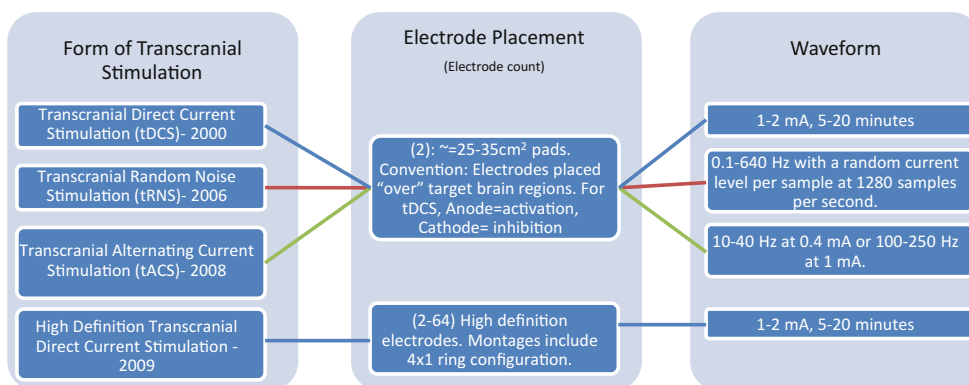 Form of Transcranial
Stimulation
Transcranial Direct Current
Stimulation (tDCS)- 2000
Transcranial Random Noise
Stimulation (tRNS)- 2006
Transcranial Alternating Current
Stimulation (tACS)- 2008
High Definition Transcranial
Direct Current Stimulation -
2009
Electrode Placement
(Electrode count)
(2): ~=25-35cm² pads.
Convention: Electrodes placed
“over” target brain regions. For
tDCS, Anode=activation,
Cathode= inhibition
(2-64) High definition
electrodes. Montages include
4x1 ring configuration.
Waveform
1-2 mA, 5-20 minutes
0.1-640 Hz with a random current
level per sample at 1280 samples
per second.
10-40 Hz at 0.4 mA or 100-250 Hz
at 1 mA.
1-2 mA, 5-20 minutes